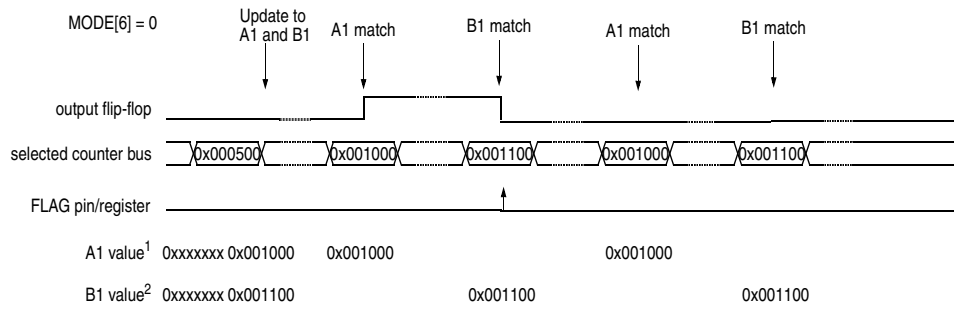 MODE[6] = 0
Update to
A1 and B1
A1 match
B1 match
A1 match
B1 match
output flip-flop
selected counter bus 0x000500 0x001000 0x001100 0x001000 0x001100
FLAG pin/register
A1 value1 0xxxxxxx 0x001000 0x001000 0x001000
B1 value2 0xxxxxxx 0x001100 0x001100 0x001100